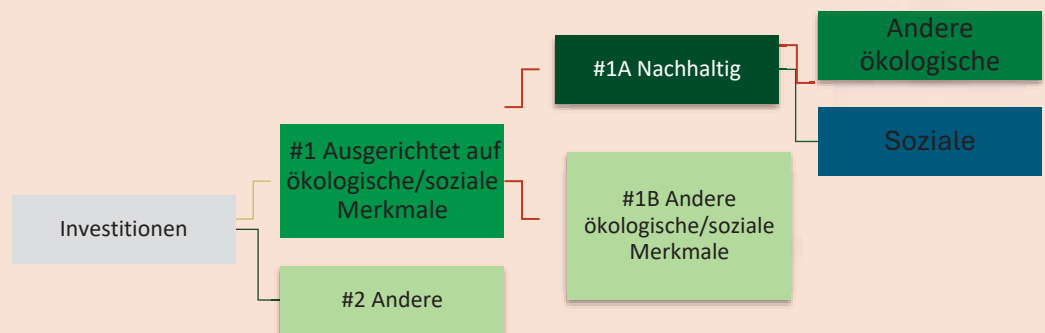 Investitionen
#1 Ausgerichtet auf
ökologische/soziale
Merkmale
#2 Andere
#1A Nachhaltig
#1B Andere
ökologische/soziale
Merkmale
Andere
ökologische
Soziale